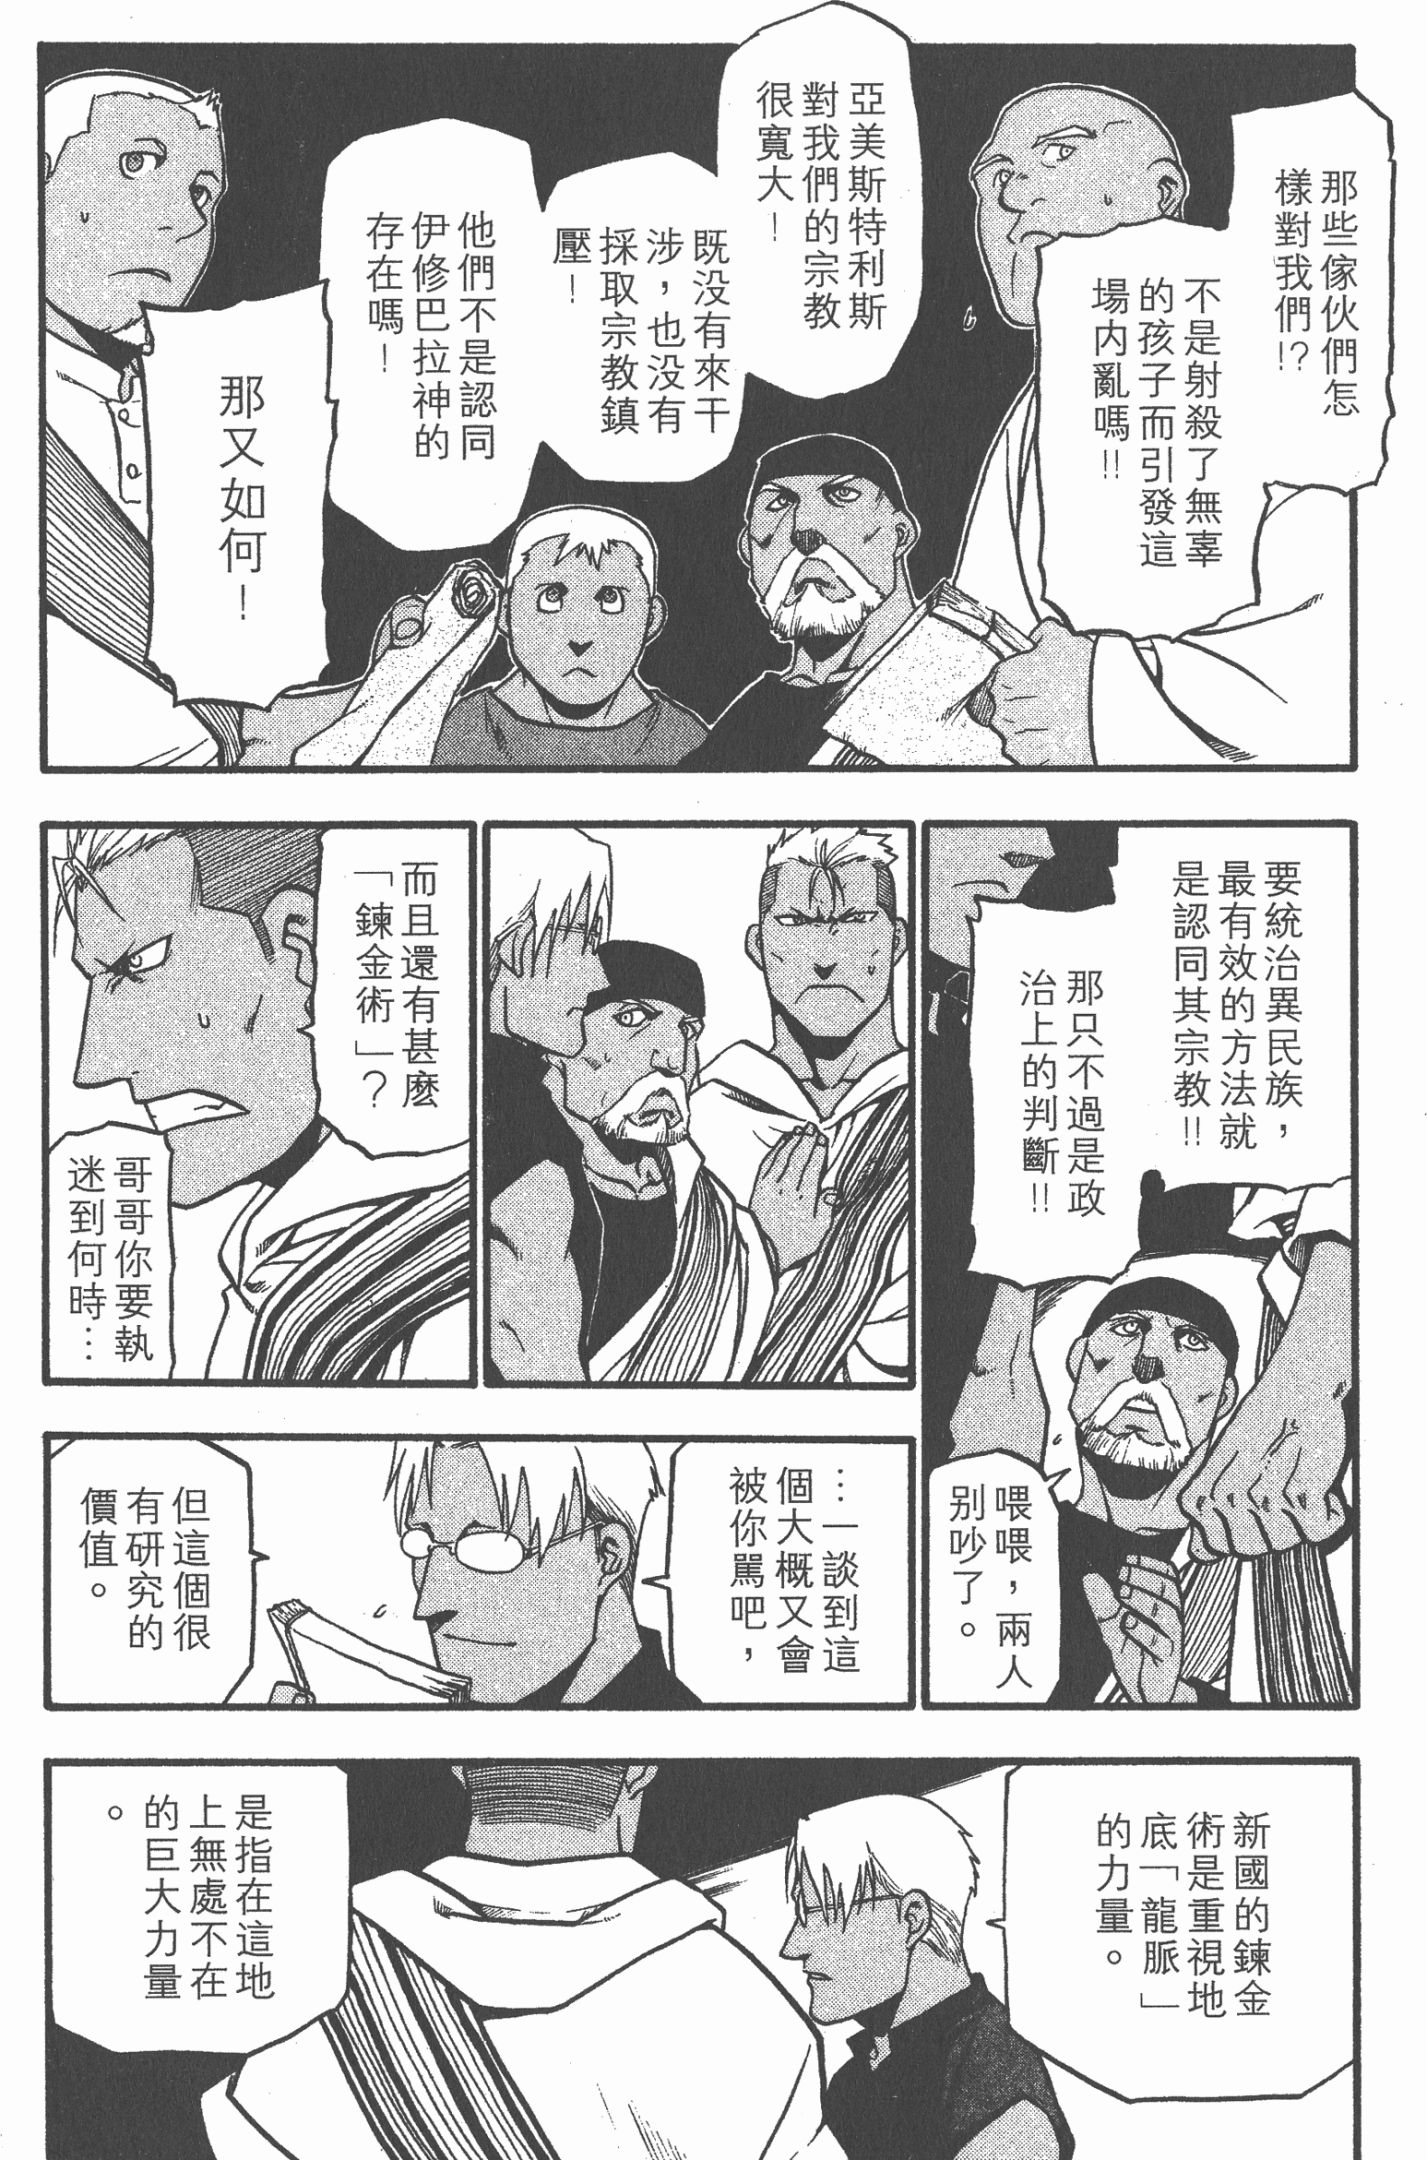 那些傢伙們怎
樣對我們!?
不是射殺了無辜
的孩子而引發這
場內亂嗎!!
亞美斯特利斯
對我們的宗教
很寬大！
既没有來干
涉，也没有
採取宗教鎮
壓！
他們不是認同
伊修巴拉神的
存在嗎！
那又如何！
要統治異民族，
最有效的方法就
是認同其宗教!!
那只不過是政
治上的判斷!!
喂喂，兩人
別吵了。
而且還有甚麽
「鍊金術」？
哥哥你要執
迷到何時…
…一談到這
個大概又會
被你罵吧，
但這個很
有研究的
價值。
新國的鍊金
術是重視地
底「龍脈」
的力量。
是指在這地
上無處不在
的巨大力量
。